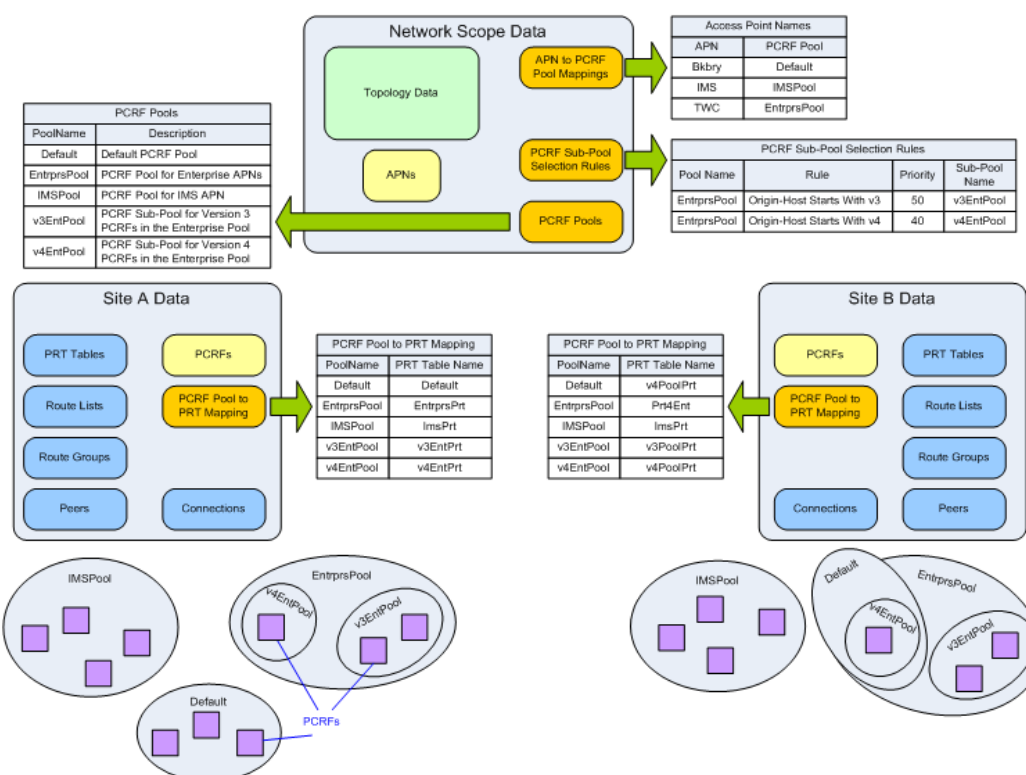 Network Scope Data
Topology Data
APN to PCRF
Pool Mappings
APNs
PCRF Sub-Pool
Selection Rules
PCRF Pools
Access Point Names
APN PCRF Pool
Bkbry Default
IMS IMSPool
TWC EntrprsPool
PCRF Sub-Pool Selection Rules
Pool Name Rule Priority Sub-Pool
Name
EntrprsPool Origin-Host Starts With v3 50 v3EntPool
EntrprsPool Origin-Host Starts With v4 40 v4EntPool
PCRF Pools
PoolName Description
Default Default PCRF Pool
EntrprsPool PCRF Pool for Enterprise APNs
IMSPool PCRF Pool for IMS APN
v3EntPool PCRF Sub-Pool for Version 3
PCRFs in the Enterprise Pool
v4EntPool PCRF Sub-Pool for Version 4
PCRFs in the Enterprise Pool
Site A Data
PRT Tables
PCRFs
Route Lists
PCRF Pool to
PRT Mapping
Route Groups
Peers
Connections
PCRF Pool to PRT Mapping
PoolName PRT Table Name
Default Default
EntrprsPool EntrprsPrt
IMSPool ImsPrt
v3EntPool v3EntPrt
v4EntPool v4EntPrt
PCRF Pool to PRT Mapping
PoolName PRT Table Name
Default v4PoolPrt
EntrprsPool Prt4Ent
IMSPool ImsPrt
v3EntPool v3PoolPrt
v4EntPool v4PoolPrt
Site B Data
PCRFs
PRT Tables
PCRF Pool to
PRT Mapping
Route Lists
Route Groups
Connections
Peers
IMSPool
EntrprsPool
v4EntPool
v3EntPool
Default
PCRFs
IMSPool
Default
EntrprsPool
v4EntPool
v3EntPool